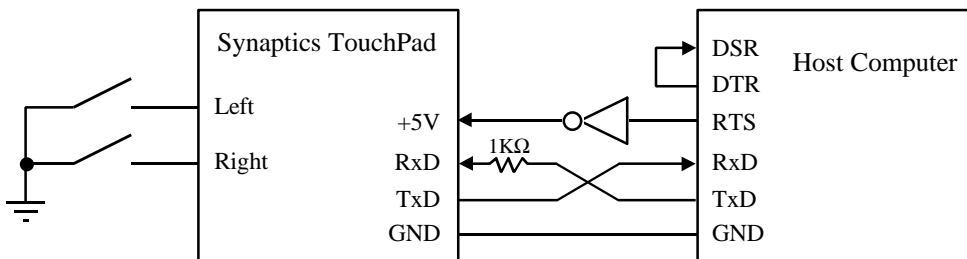 Synaptics TouchPad
Left
Right
+5V
RxD
TxD
GND
1KΩ
Host Computer
DSR
DTR
RTS
RxD
TxD
GND